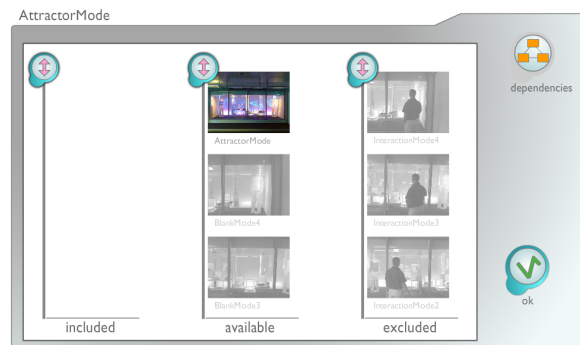 AttractorMode
dependencies
AttractorMode
InteractionMode4
BlankMode4
InteractionMode3
BlankMode3
InteractionMode2
ok
included
available
excluded